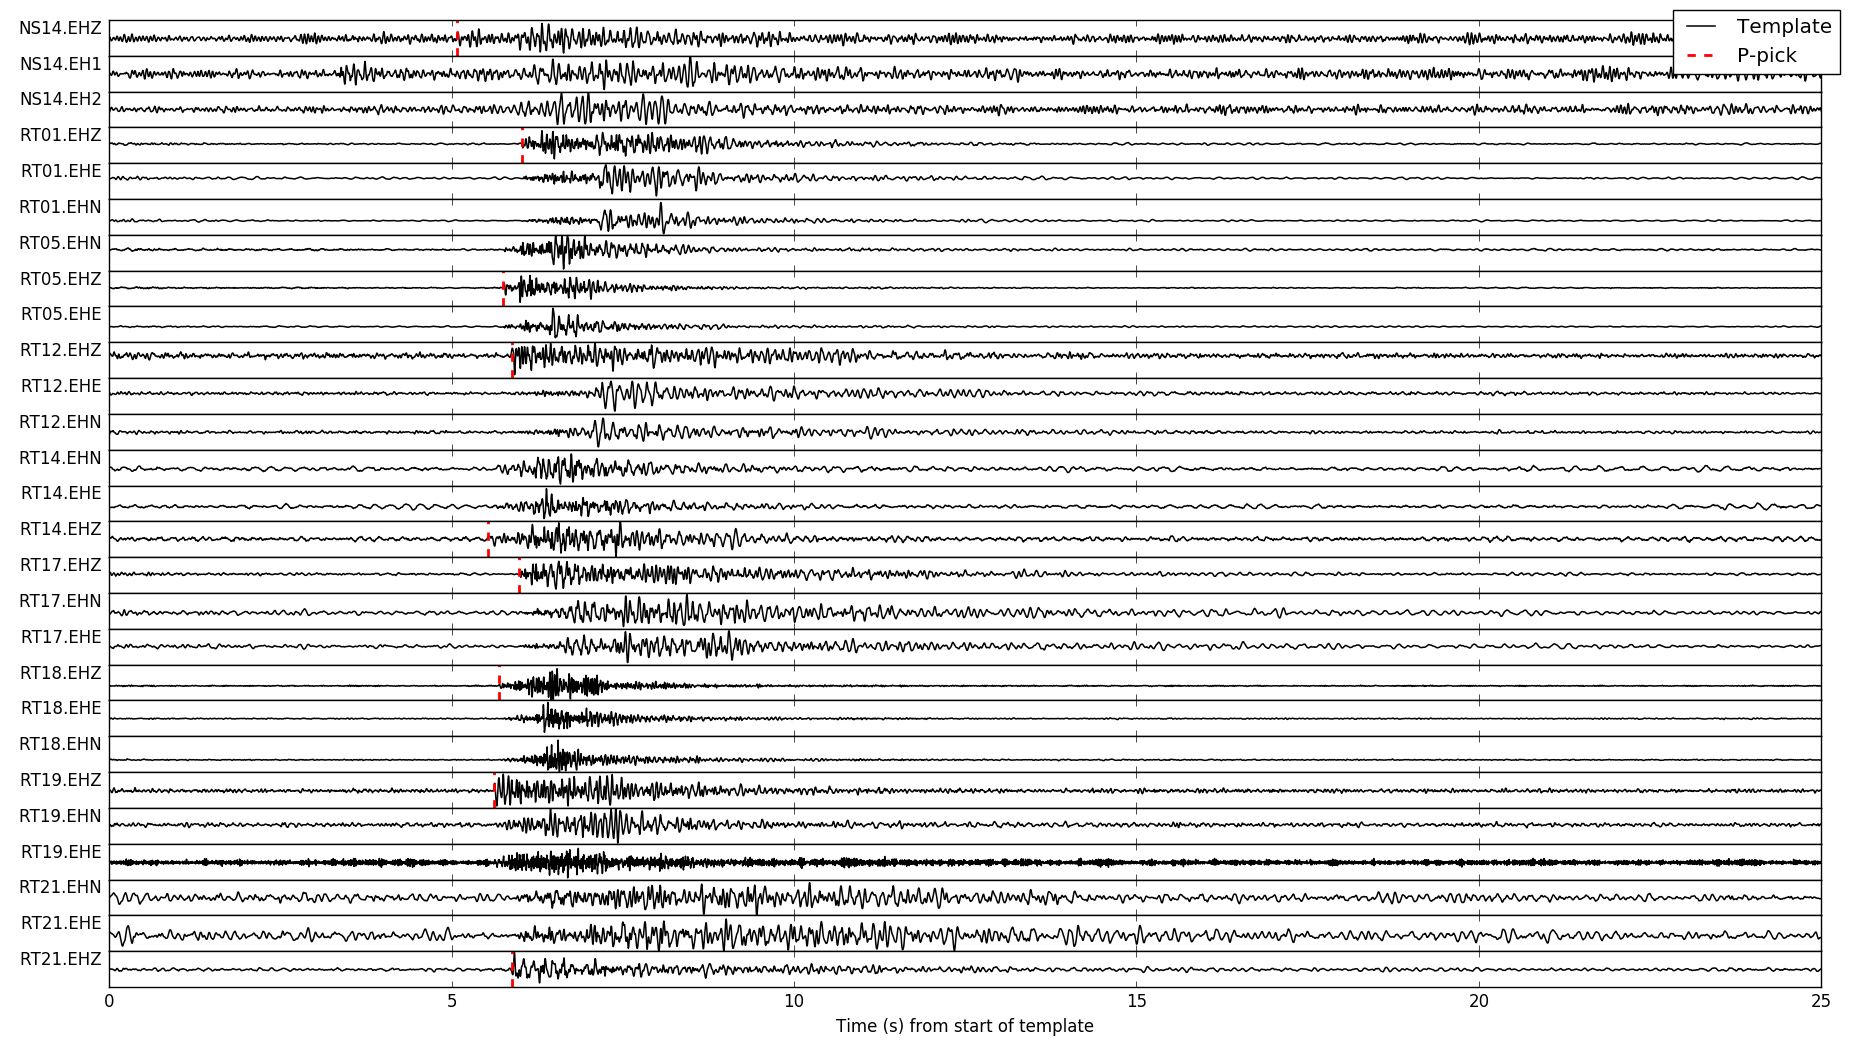 NS14.EHZ
Template
P-pick
NS14.EH1
NS14.EH2
RT01.EHZ
RT01.EHE
RT01.EHN
RT05.EHN
RT05.EHZ
RT05.EHE
RT12.EHZ
RT12.EHE
RT12.EHN
RT14.EHN
RT14.EHE
RT14.EHZ
RT17.EHZ
RT17.EHN
RT17.EHE
RT18.EHZ
RT18.EHE
RT18.EHN
RT19.EHZ
RT19.EHN
RT19.EHE
RT21.EHN
RT21.EHE
RT21.EHZ
0 5 10 15 20 25
Time (s) from start of template